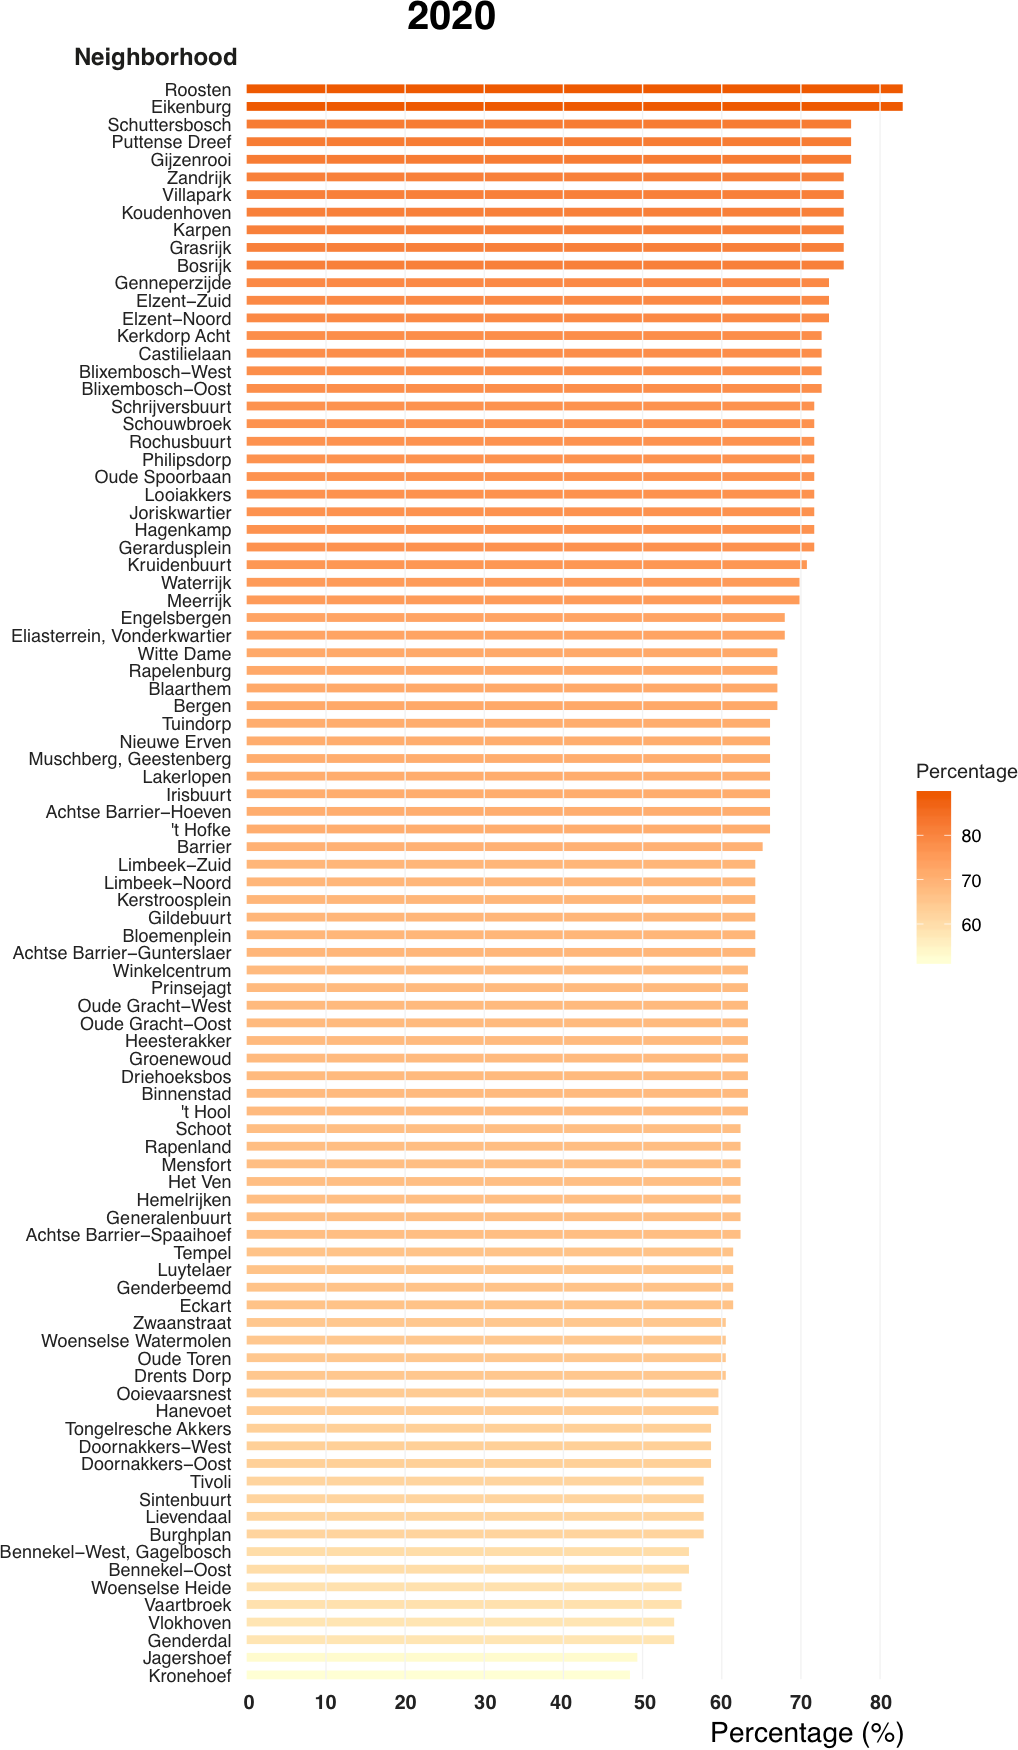 2020
Neighborhood
Roosten
Eikenburg
Schuttersbosch
Puttense Dreef
Gijzenrooi
Zandrijk
Villapark
Koudenhoven
Karpen
Grasrijk
Bosrijk
Genneperzijde
Elzent−Zuid
Elzent−Noord
Kerkdorp Acht
Castilielaan
Blixembosch−West
Blixembosch−Oost
Schrijversbuurt
Schouwbroek
Rochusbuurt
Philipsdorp
Oude Spoorbaan
Looiakkers
Joriskwartier
Hagenkamp
Gerardusplein
Kruidenbuurt
Waterrijk
Meerrijk
Engelsbergen
Eliasterrein, Vonderkwartier
Witte Dame
Rapelenburg
Blaarthem
Bergen
Tuindorp
Nieuwe Erven
Muschberg, Geestenberg
Lakerlopen
Irisbuurt
Achtse Barrier−Hoeven
't Hofke
Barrier
Limbeek−Zuid
Limbeek−Noord
Kerstroosplein
Gildebuurt
Bloemenplein
Achtse Barrier−Gunterslaer
Winkelcentrum
Prinsejagt
Oude Gracht−West
Oude Gracht−Oost
Heesterakker
Groenewoud
Driehoeksbos
Binnenstad
't Hool
Schoot
Rapenland
Mensfort
Het Ven
Hemelrijken
Generalenbuurt
Achtse Barrier−Spaaihoef
Tempel
Luytelaer
Genderbeemd
Eckart
Zwaanstraat
Woenselse Watermolen
Oude Toren
Drents Dorp
Ooievaarsnest
Hanevoet
Tongelresche Akkers
Doornakkers−West
Doornakkers−Oost
Tivoli
Sintenbuurt
Lievendaal
Burghplan
Bennekel−West, Gagelbosch
Bennekel−Oost
Woenselse Heide
Vaartbroek
Vlokhoven
Genderdal
Jagershoef
Kronehoef
0 10 20 30 40 50 60 70 80
Percentage (%)
Percentage
80
70
60